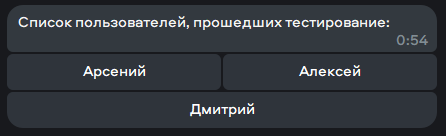 Список пользователей, прошедших тестирование:
0:54
Арсений Алексей
Дмитрий